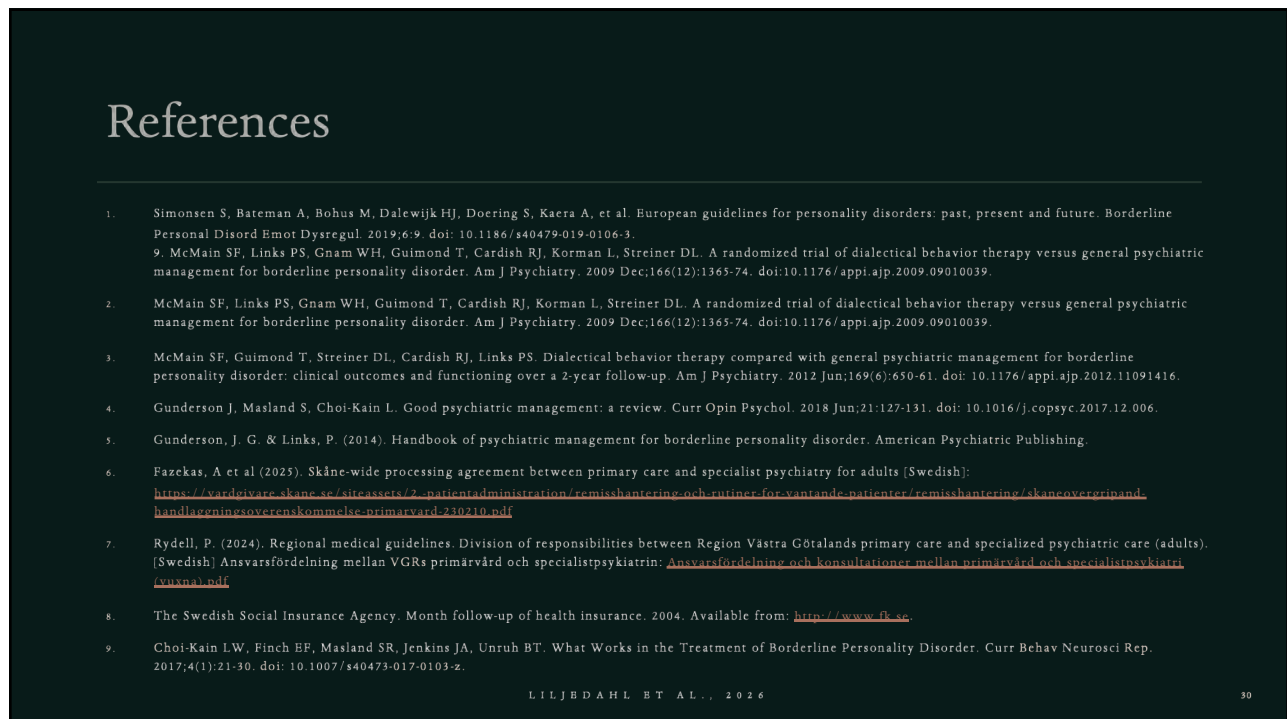 References
1. Simonsen S, Bateman A, Bohus M, Dalewijk HJ, Doering S, Kaera A, et al. European guidelines for personality disorders: past, present and future. Borderline
Personal Disord Emot Dysregul. 2019;6:9. doi: 10.1186/s40479-019-0106-3.
9. McMain SF, Links PS, Gnam WH, Guimond T, Cardish RJ, Korman L, Streiner DL. A randomized trial of dialectical behavior therapy versus general psychiatric
management for borderline personality disorder. Am J Psychiatry. 2009 Dec;166(12):1365-74. doi:10.1176/appi.ajp.2009.09010039.
2. McMain SF, Links PS, Gnam WH, Guimond T, Cardish RJ, Korman L, Streiner DL. A randomized trial of dialectical behavior therapy versus general psychiatric
management for borderline personality disorder. Am J Psychiatry. 2009 Dec;166(12):1365-74. doi:10.1176/appi.ajp.2009.09010039.
3. McMain SF, Guimond T, Streiner DL, Cardish RJ, Links PS. Dialectical behavior therapy compared with general psychiatric management for borderline
personality disorder: clinical outcomes and functioning over a 2-year follow-up. Am J Psychiatry. 2012 Jun;169(6):650-61. doi: 10.1176/appi.ajp.2012.11091416.
4. Gunderson J, Masland S, Choi-Kain L. Good psychiatric management: a review. Curr Opin Psychol. 2018 Jun;21:127-131. doi: 10.1016/j.copsyc.2017.12.006.
5. Gunderson, J. G. & Links, P. (2014). Handbook of psychiatric management for borderline personality disorder. American Psychiatric Publishing.
6. Fazekas, A et al (2025). Skåne-wide processing agreement between primary care and specialist psychiatry for adults [Swedish]:
https://vardgivare.skane.se/siteassets/2.-patientadministration/remisshantering-och-rutiner-for-vantande-patienter/remisshantering/skaneovergripand-
handlaggningsoverenskommelse-primarvard-230210.pdf
7. Rydell, P. (2024). Regional medical guidelines. Division of responsibilities between Region Västra Götalands primary care and specialized psychiatric care (adults).
[Swedish] Ansvarsfördelning mellan VGRs primärvård och specialistpsykiatrin: Ansvarsfördelning och konsultationer mellan primärvård och specialistpsykiatri
(vuxna).pdf
8. The Swedish Social Insurance Agency. Month follow-up of health insurance. 2004. Available from: http://www.fk.se.
9. Choi-Kain LW, Finch EF, Masland SR, Jenkins JA, Unruh BT. What Works in the Treatment of Borderline Personality Disorder. Curr Behav Neurosci Rep.
2017;4(1):21-30. doi: 10.1007/s40473-017-0103-z.
LILJEDAHL ET AL., 2026
30